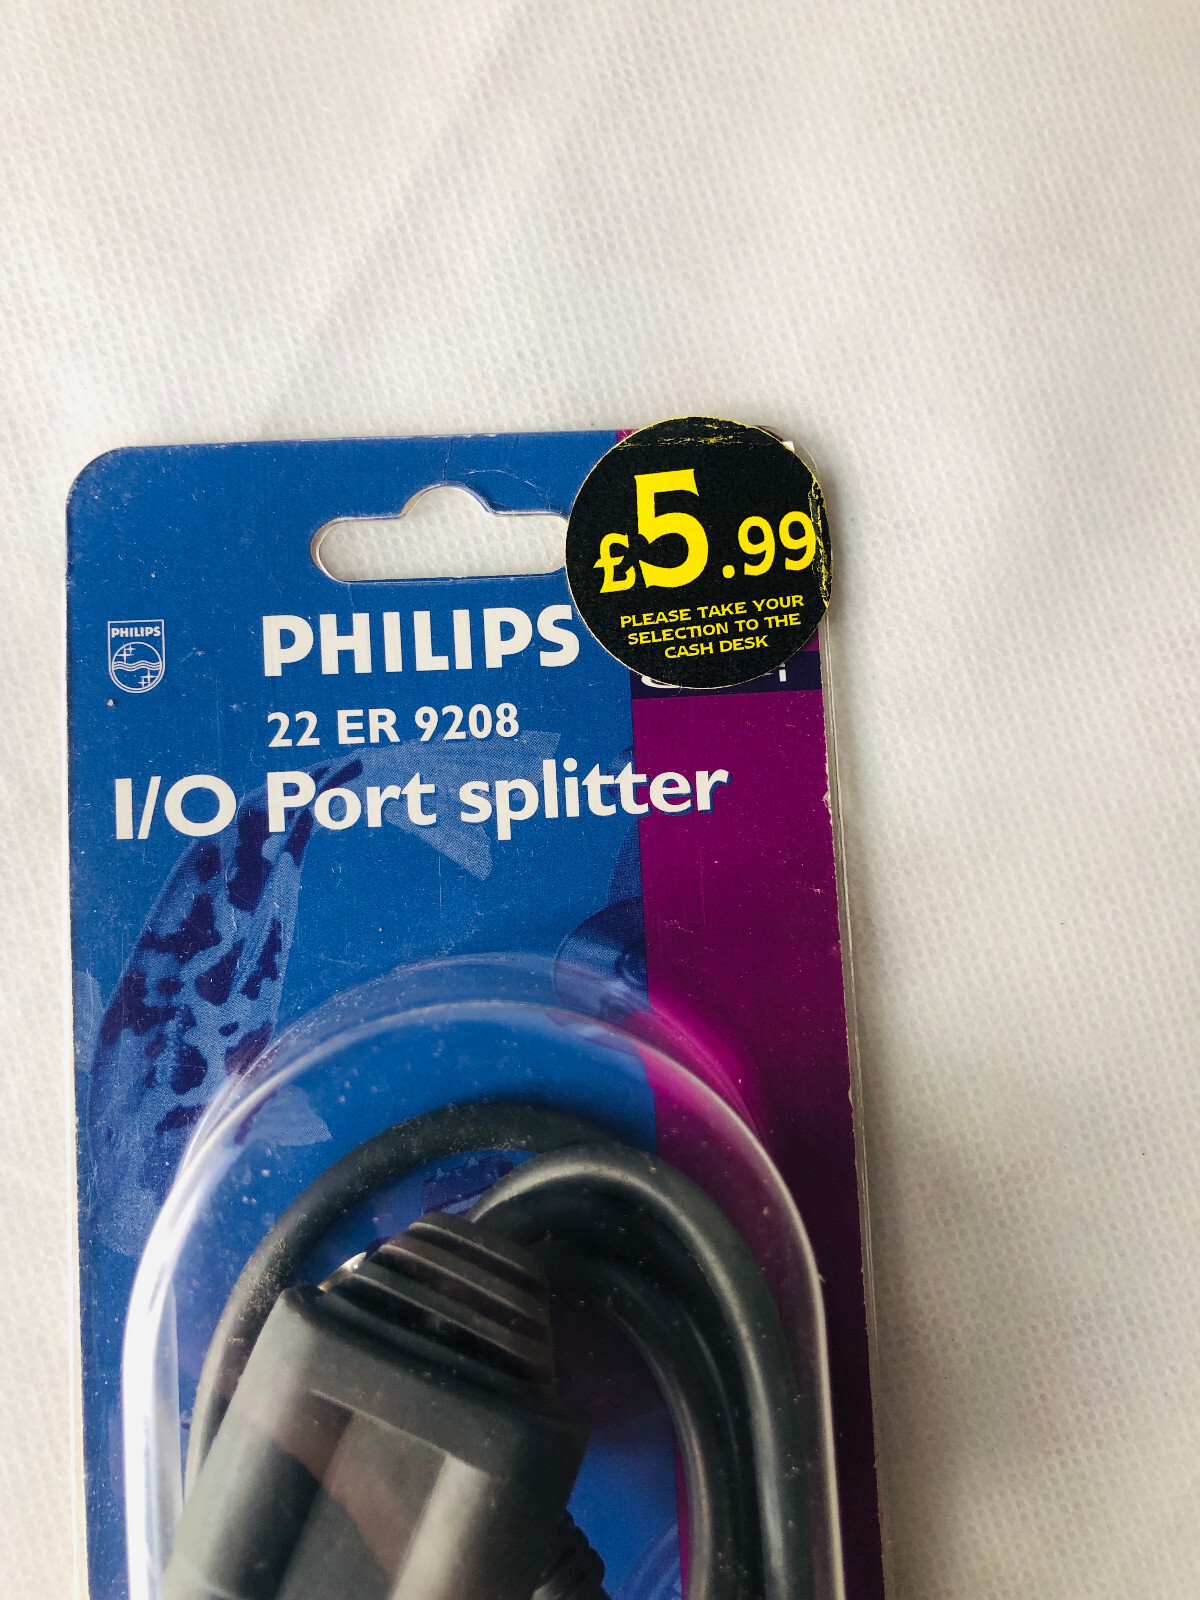 £5.99
PLEASE TAKE YOUR
SELECTION TO THE
CASH DESK
PHILIPS
PHILIPS
22 ER 9208
I/O Port splitter